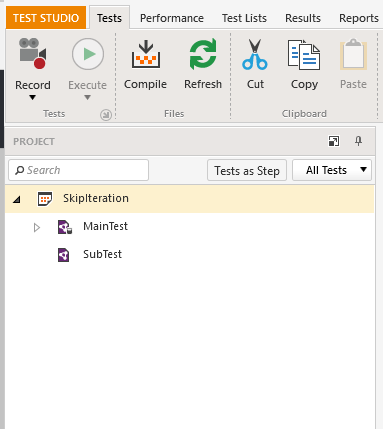 TEST STUDIO Tests Performance Test Lists Results Reports
Record Execute Compile Refresh Cut Copy Paste
Tests Files Clipboard
PROJECT
Search Tests as Step All Tests
SkipIteration
MainTest
SubTest